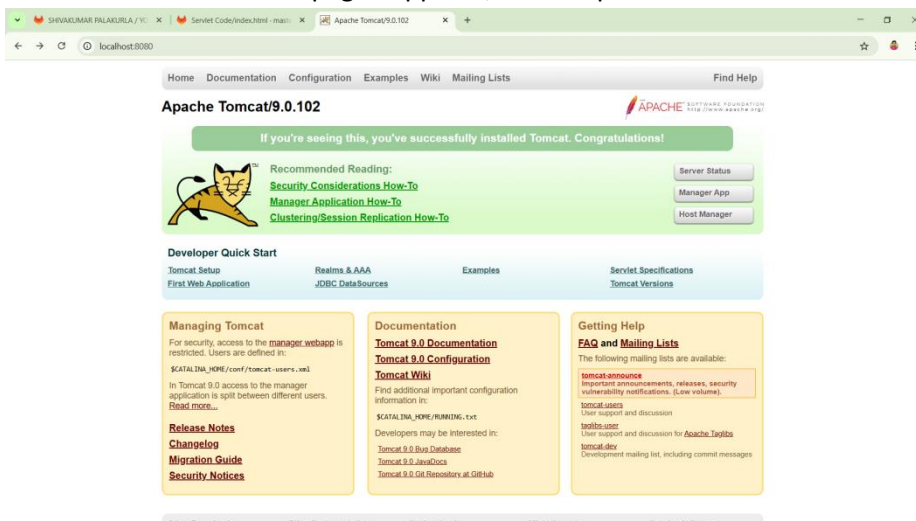 SHIVAKUMAR PALAKURLA / YC
Servlet Code/index.html · mast
Apache Tomcat/9.0.102
localhost:8080
Home Documentation Configuration Examples Wiki Mailing Lists Find Help
Apache Tomcat/9.0.102
APACHE SOFTWARE FOUNDATION
http://www.apache.org/
If you're seeing this, you've successfully installed Tomcat. Congratulations!
TM
Recommended Reading:
Security Considerations How-To
Manager Application How-To
Clustering/Session Replication How-To
Server Status
Manager App
Host Manager
Developer Quick Start
Tomcat Setup Realms & AAA Examples Servlet Specifications
First Web Application JDBC DataSources Tomcat Versions
Managing Tomcat
For security, access to the manager webapp is
restricted. Users are defined in:
$CATALINA_HOME/conf/tomcat-users.xml
In Tomcat 9.0 access to the manager
application is split between different users.
Read more...
Release Notes
Changelog
Migration Guide
Security Notices
Documentation
Tomcat 9.0 Documentation
Tomcat 9.0 Configuration
Tomcat Wiki
Find additional important configuration
information in:
$CATALINA_HOME/RUNNING.txt
Developers may be interested in:
Tomcat 9.0 Bug Database
Tomcat 9.0 JavaDocs
Tomcat 9.0 Git Repository at GitHub
Getting Help
FAQ and Mailing Lists
The following mailing lists are available:
tomcat-announce
Important announcements, releases, security
vulnerability notifications. (Low volume).
tomcat-users
User support and discussion
taglibs-user
User support and discussion for Apache Taglibs
tomcat-dev
Development mailing list, including commit messages